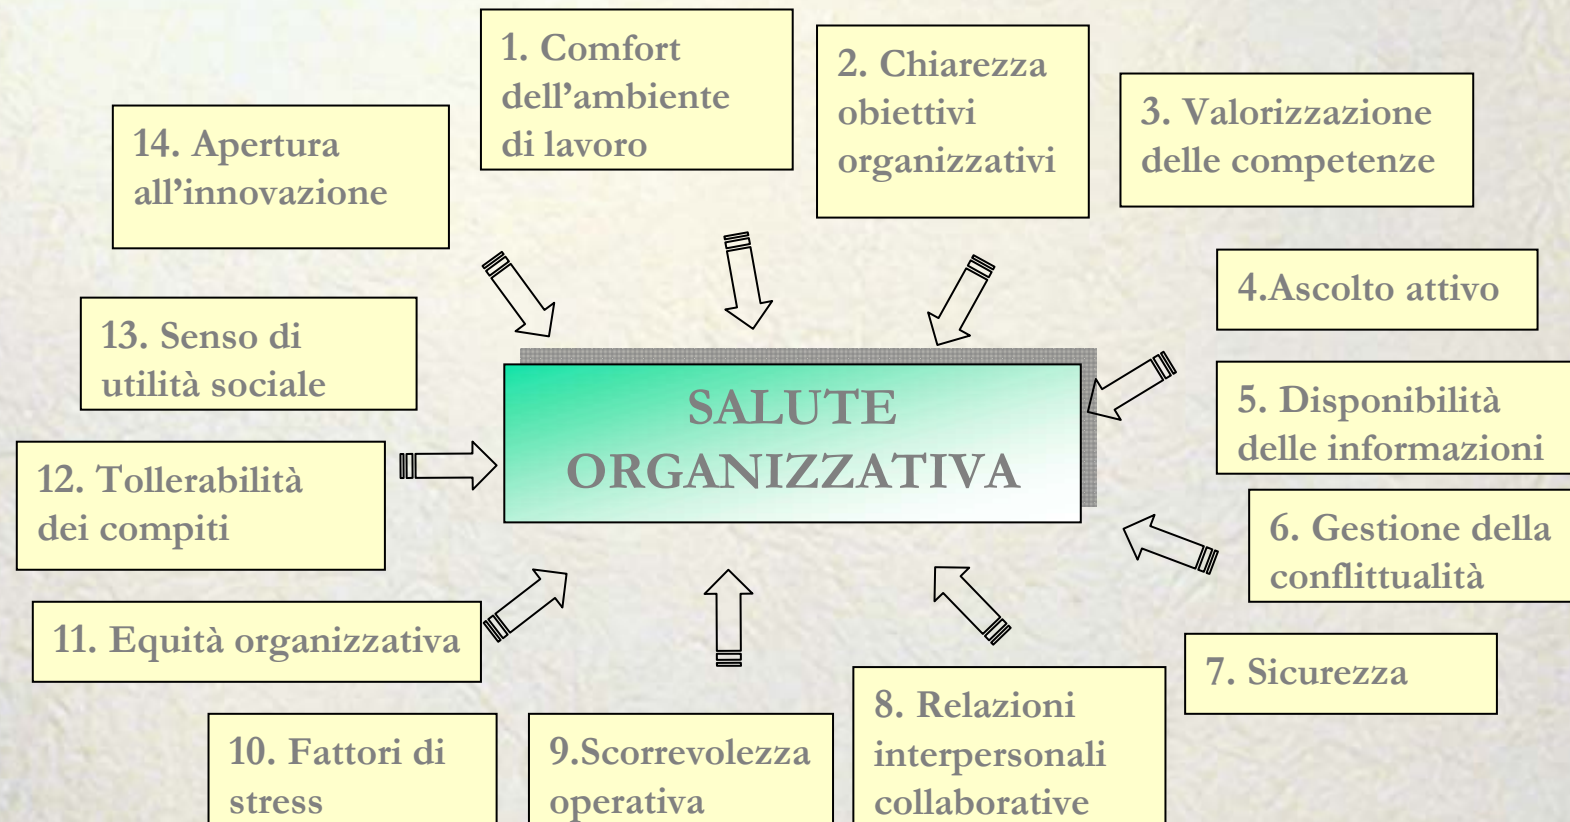 1. Comfort
dell'ambiente
di lavoro
2. Chiarezza
obiettivi
organizzativi
3. Valorizzazione
delle competenze
4.Ascolto attivo
5. Disponibilità
delle informazioni
6. Gestione della
conflittualità
7. Sicurezza
8. Relazioni
interpersonali
collaborative
9.Scorrevolezza
operativa
10. Fattori di
stress
11. Equità organizzativa
12. Tollerabilità
dei compiti
13. Senso di
utilità sociale
14. Apertura
all'innovazione
SALUTE
ORGANIZZATIVA